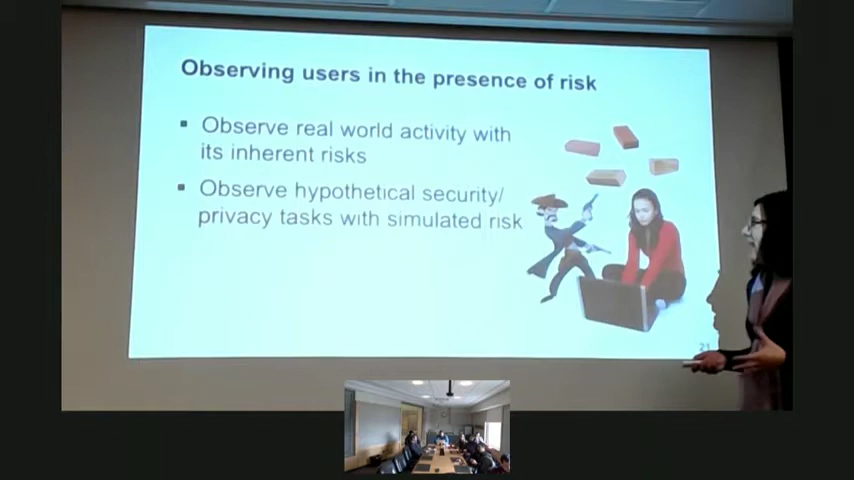 Observing users in the presence of risk
▪ Observe real world activity with
its inherent risks
▪ Observe hypothetical security/
privacy tasks with simulated risk
21